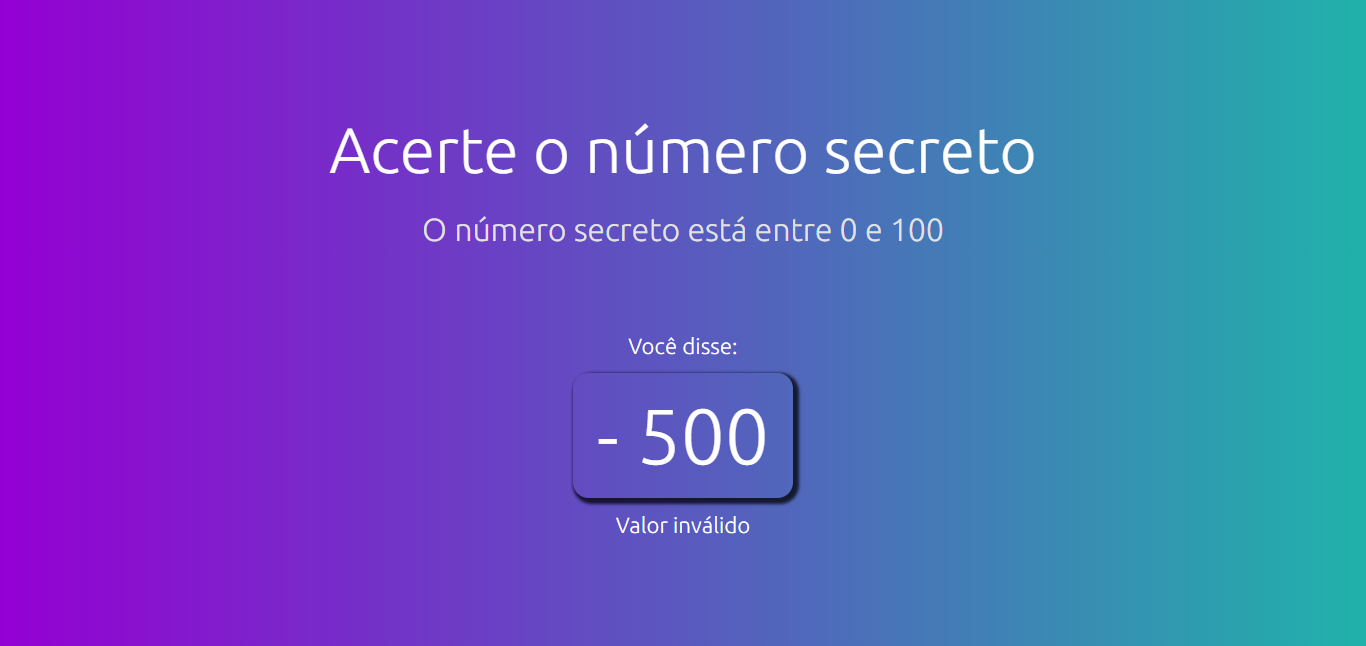 Acerte o número secreto
O número secreto está entre 0 e 100
Você disse:
- 500
Valor inválido